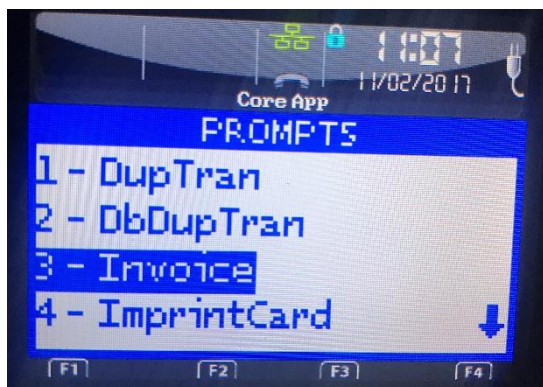 11:07
11/02/2017
Core App
PROMPTS
1 - DupTran
2 - DbDupTran
3 - Invoice
4 - ImprintCard
F1 F2 F3 F4